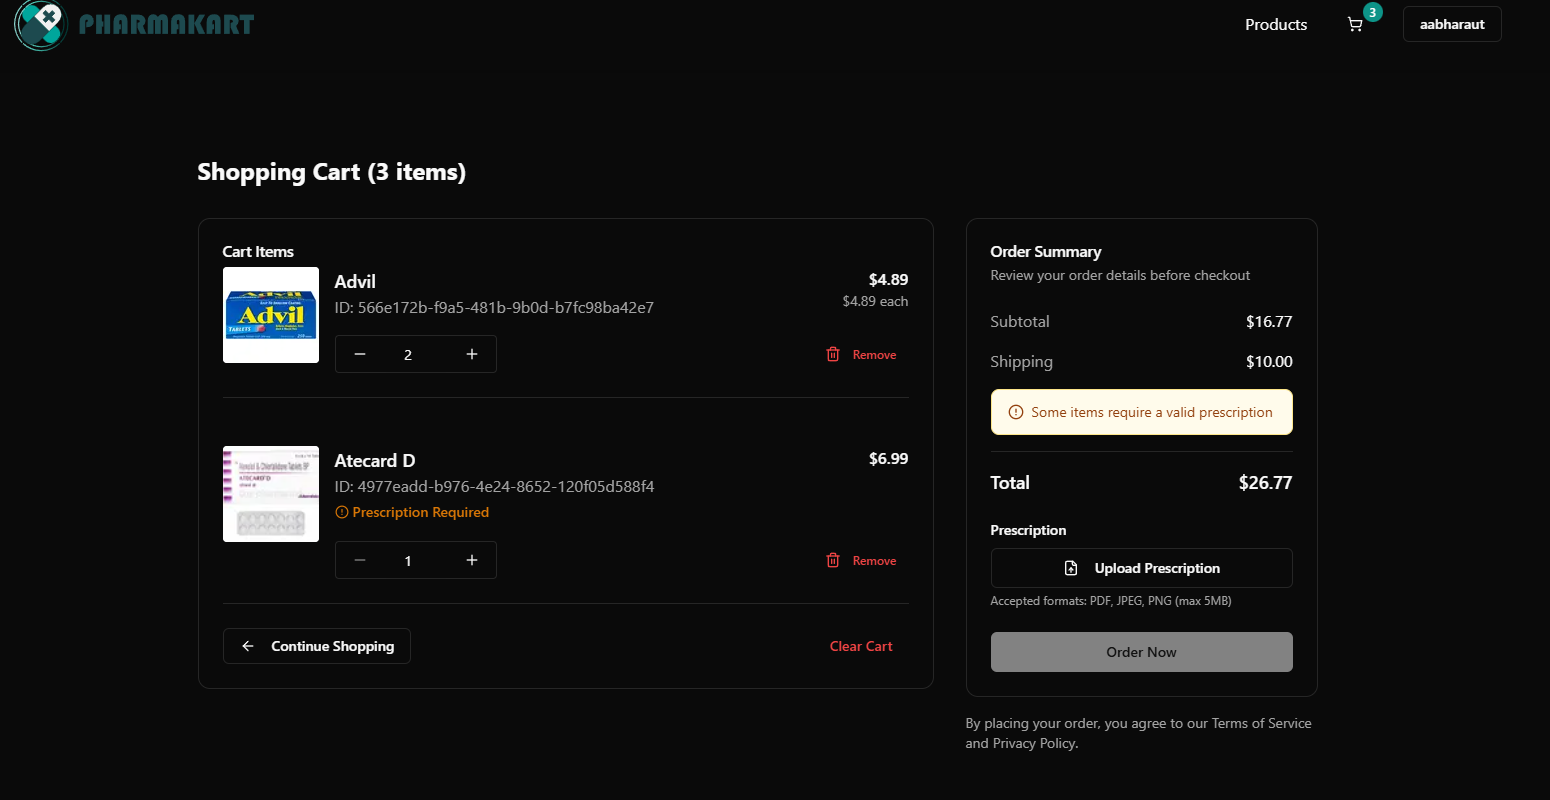 PHARMAKART
Products
3
aabharaut
Shopping Cart (3 items)
Cart Items
Advil
Advil
TABLETS
$4.89
ID: 566e172b-f9a5-481b-9b0d-b7fc98ba42e7
$4.89 each
2
Remove
Atecard D
$6.99
ID: 4977eadd-b976-4e24-8652-120f05d588f4
Prescription Required
1
Remove
Continue Shopping
Clear Cart
Order Summary
Review your order details before checkout
Subtotal
$16.77
Shipping
$10.00
Some items require a valid prescription
Total
$26.77
Prescription
Upload Prescription
Accepted formats: PDF, JPEG, PNG (max 5MB)
Order Now
By placing your order, you agree to our Terms of Service
and Privacy Policy.